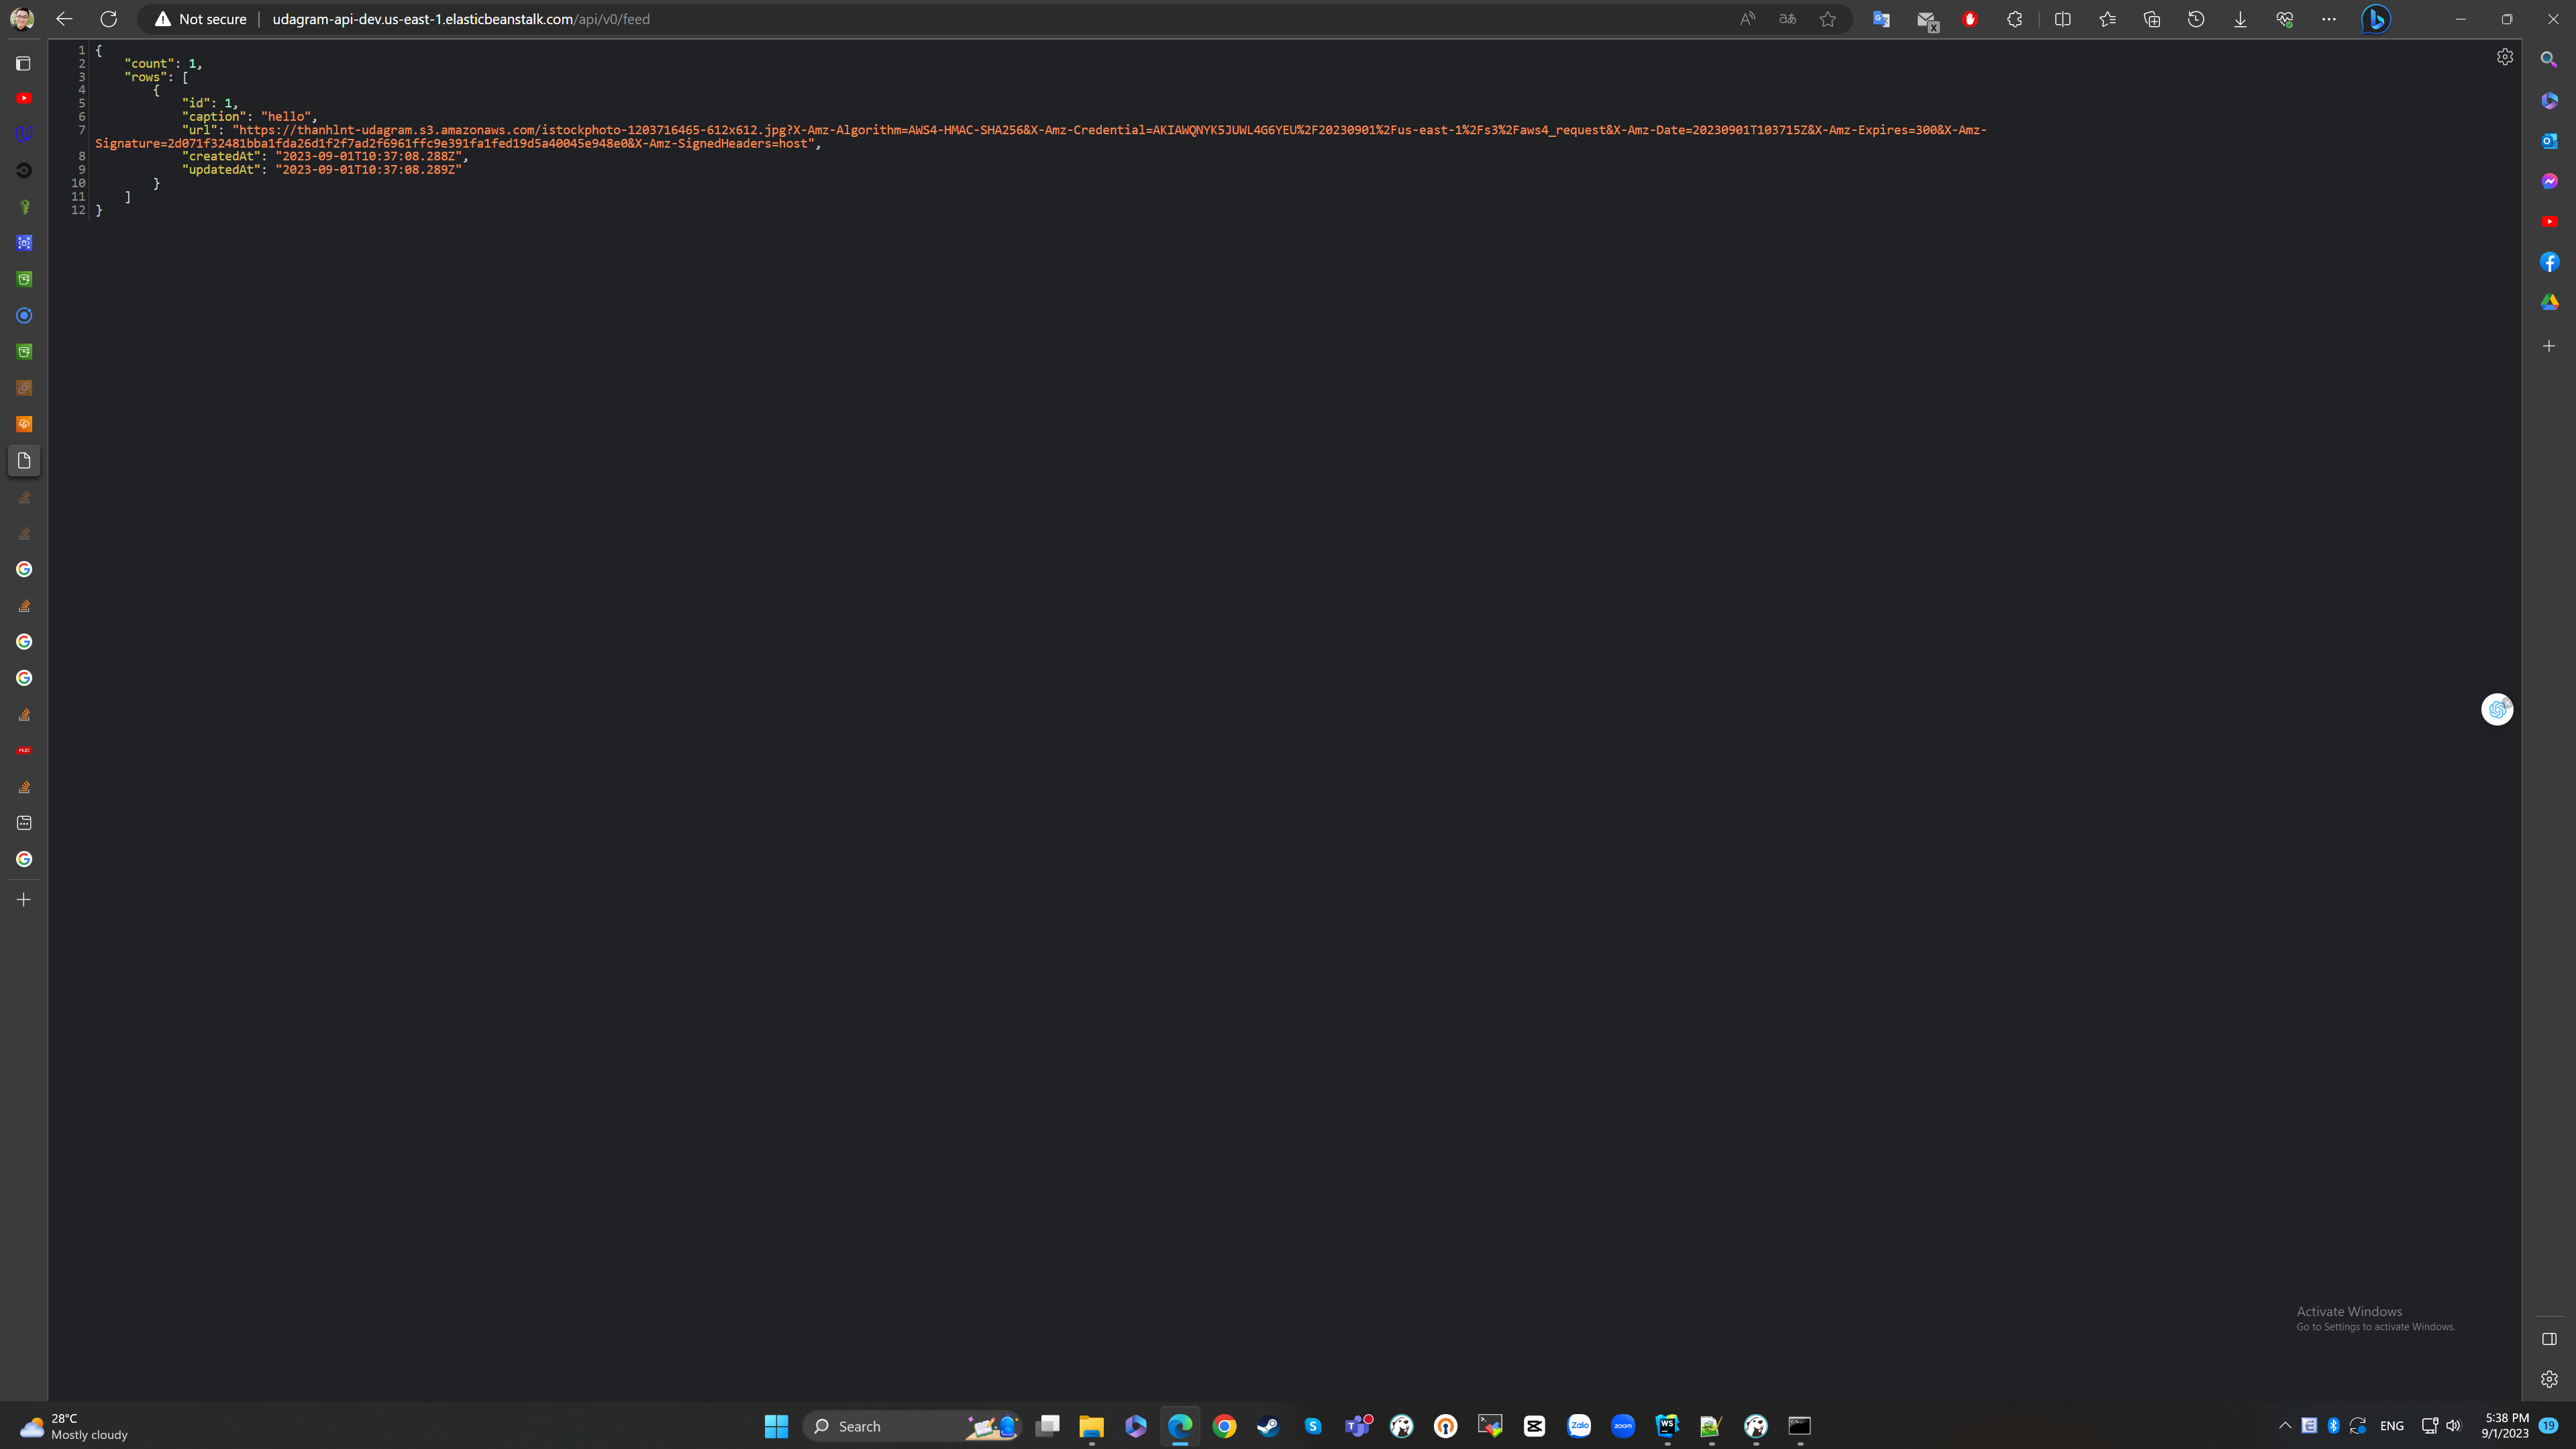 Not secure
udagram-api-dev.us-east-1.elasticbeanstalk.com/api/v0/feed
1 {
2 "count": 1,
3 "rows": [
4 {
5 "id": 1,
6 "caption": "hello",
7 "url": "https://thanhlnt-udagram.s3.amazonaws.com/istockphoto-1203716465-612x612.jpg?X-Amz-Algorithm=AWS4-HMAC-SHA256&X-Amz-Credential=AKIAWQNYK5JUWL4G6YEU%2F20230901%2Fus-east-1%2Fs3%2Faws4_request&X-Amz-Date=20230901T103715Z&X-Amz-Expires=300&X-Amz-
Signature=2d071f32481bba1fda26d1f2f7ad2f6961ffc9e391fa1fed19d5a40045e948e0&X-Amz-SignedHeaders=host",
8 "createdAt": "2023-09-01T10:37:08.288Z",
9 "updatedAt": "2023-09-01T10:37:08.289Z"
10 }
11 ]
12 }
Activate Windows
Go to Settings to activate Windows.
28°C
Mostly cloudy
Search
Zalo
zoom
WS
ENG
5:38 PM
9/1/2023
19